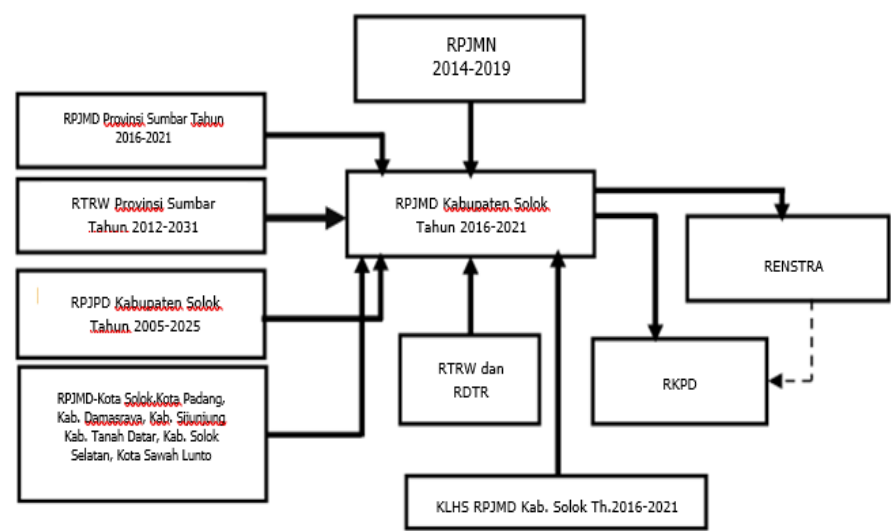 RPJMN
2014-2019
RPJMD Provinsi Sumbar Tahun
2016-2021
RTRW Provinsi Sumbar
Tahun 2012-2031
RPJMD Kabupaten Solok
Tahun 2016-2021
RENSTRA
RPJPD Kabupaten Solok
Tahun 2005-2025
RTRW dan
RDTR
RKPD
RPJMD-Kota Solok,Kota Padang,
Kab. Damasraya, Kab. Sijunjung
Kab. Tanah Datar, Kab. Solok
Selatan, Kota Sawah Lunto
KLHS RPJMD Kab. Solok Th.2016-2021